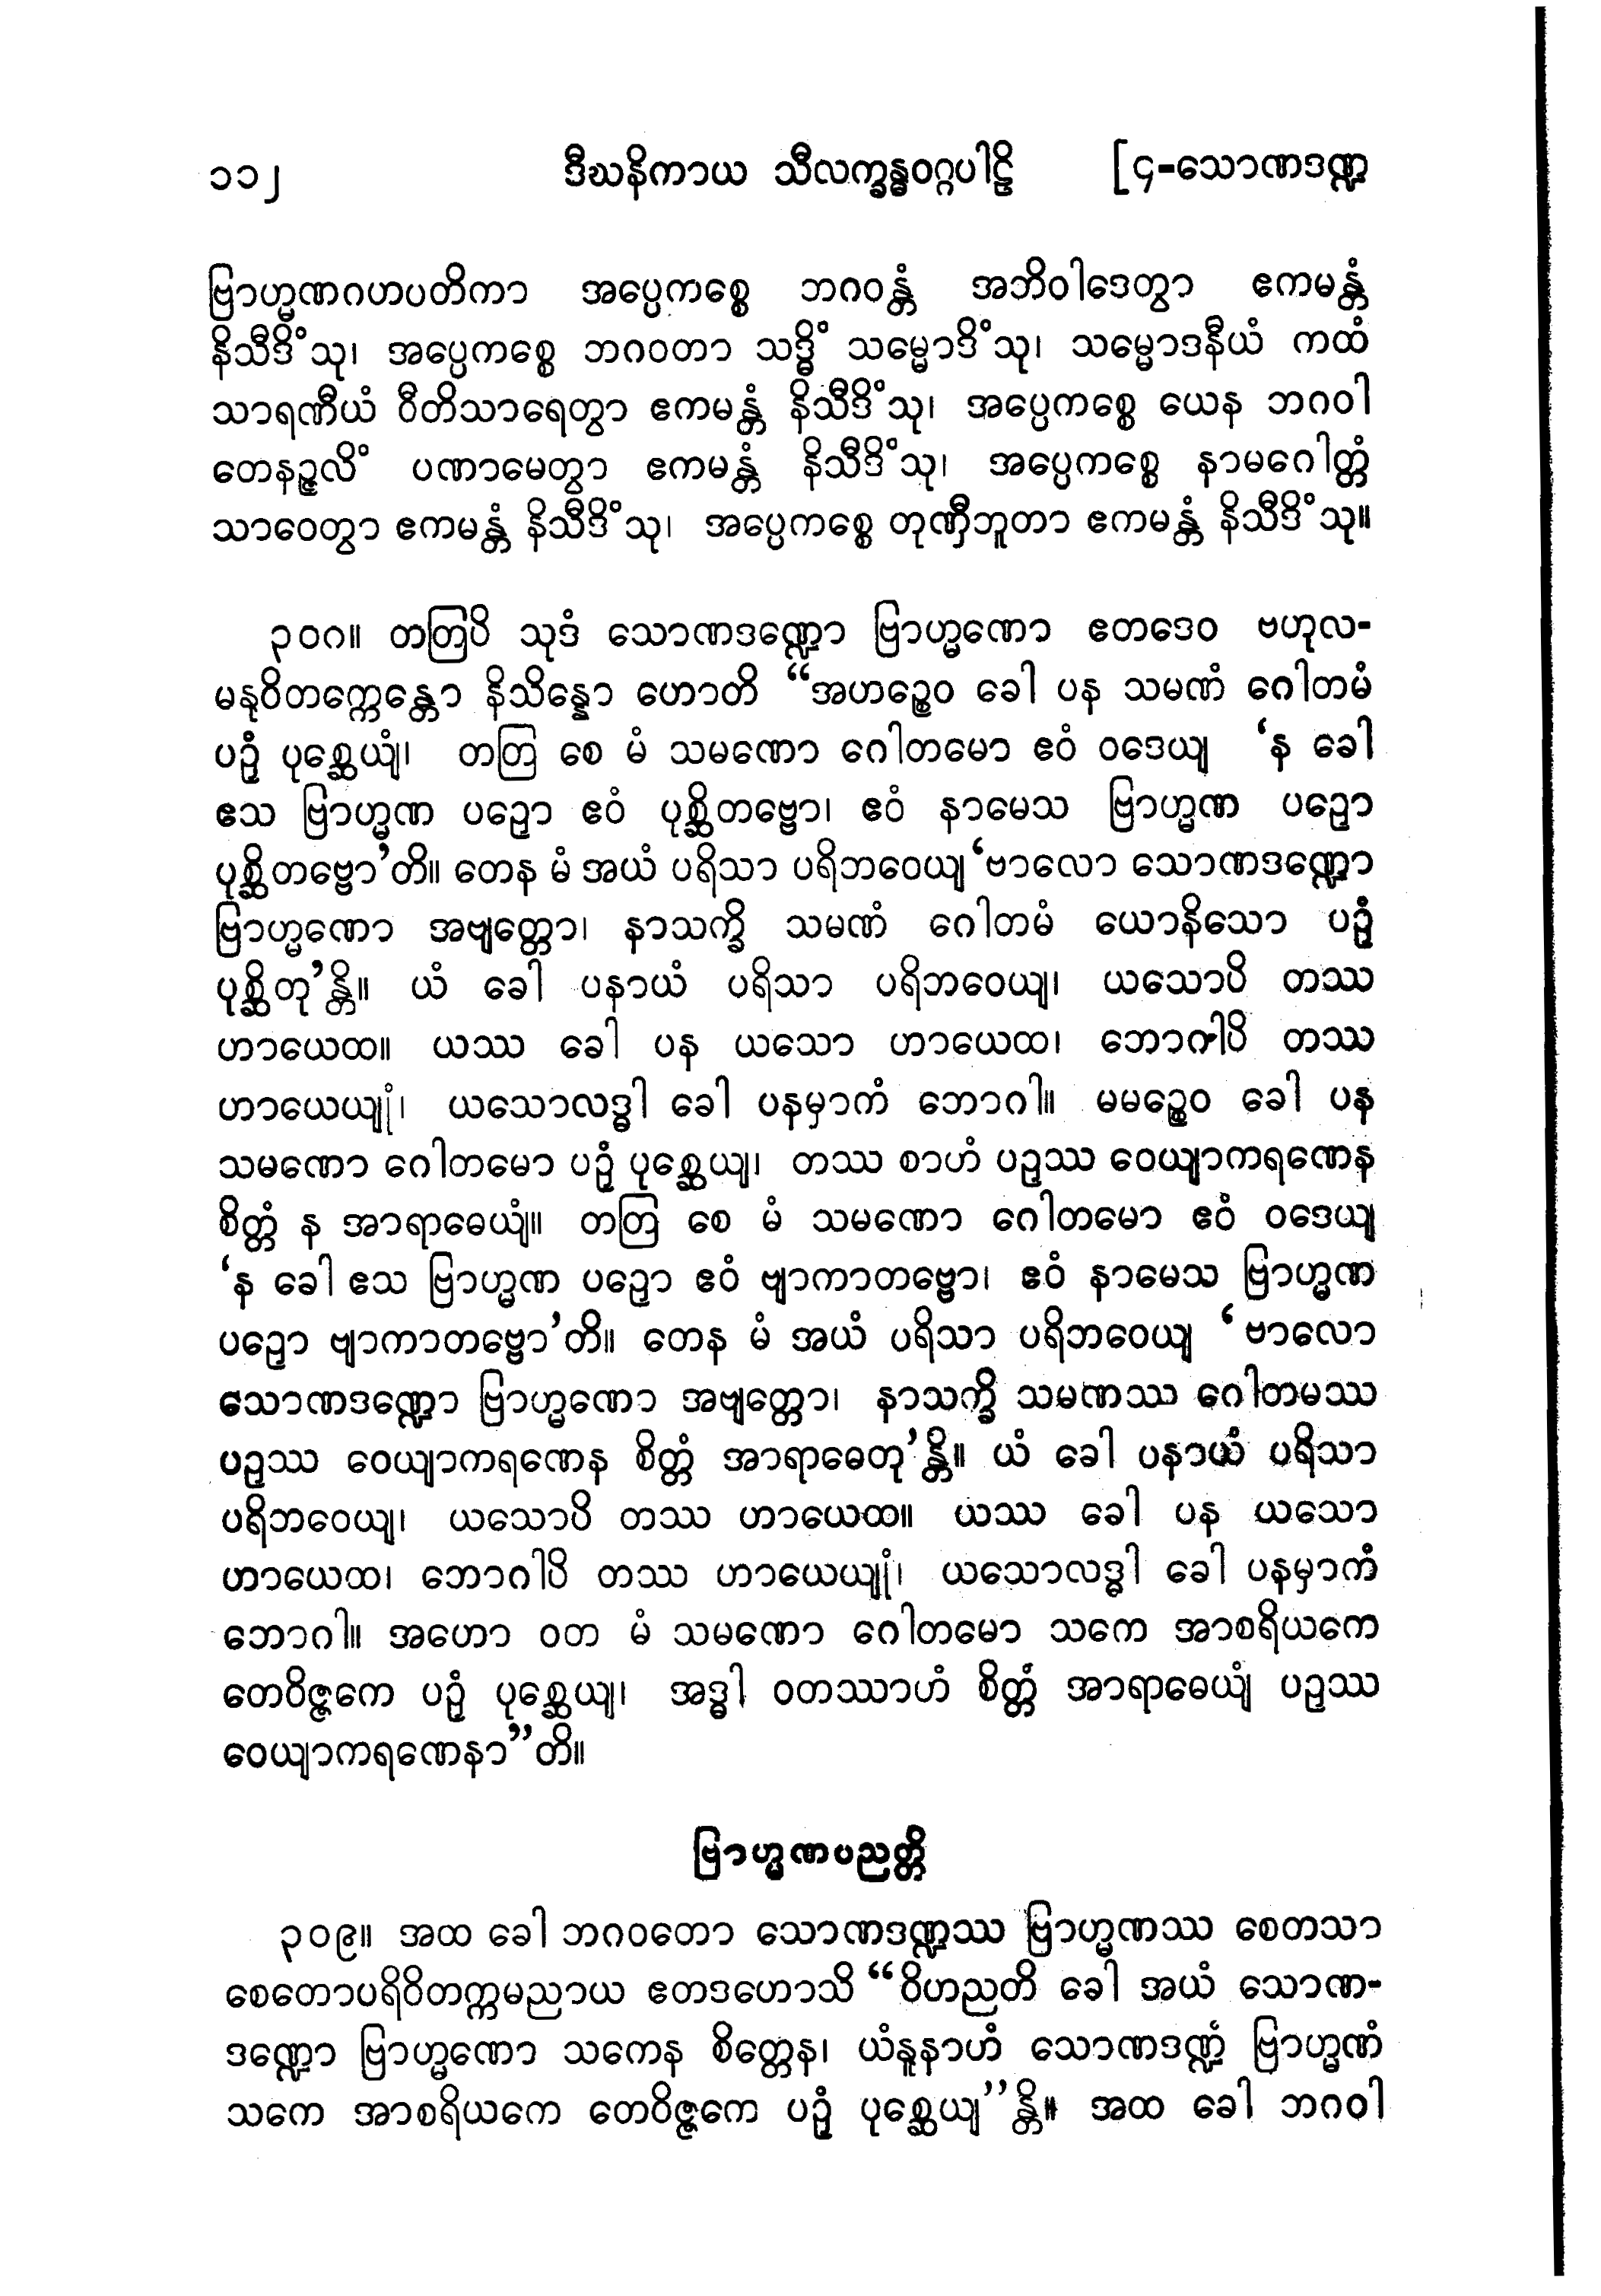 ၁၁၂ ဒီဃနိကာယ သီလက္ခန္ဓဝဂ္ဂပါဠိ [၄-သောဏဒဏ္ဍ
ဗြာဟ္မဏဂဟပတိကာ အပ္ပေကစ္စေ ဘဂဝန္တံ အဘိဝါဒေတွာ ဧကမန္တံ
နိသီဒိံသု၊ အပ္ပေကစ္စေ ဘဂဝတာ သဒ္ဓိံ သမ္မောဒိံသု၊ သမ္မောဒနီယံ ကထံ
သာရဏီယံ ဝီတိသာရေတွာ ဧကမန္တံ နိသီဒိံသု၊ အပ္ပေကစ္စေ ယေန ဘဂဝါ
တေနဉ္ဇလိံ ပဏာမေတွာ ဧကမန္တံ နိသီဒိံသု၊ အပ္ပေကစ္စေ နာမဂေါတ္တံ
သာဝေတွာ ဧကမန္တံ နိသီဒိံသု၊ အပ္ပေကစ္စေ တုဏှီဘူတာ ဧကမန္တံ နိသီဒိံသု။
၃၀ဂ။ တတြပိ သုဒံ သောဏဒဏ္ဍော ဗြာဟ္မဏော ဧတဒေဝ ဗဟုလ-
မနုဝိတက္ကေန္တော နိသိန္နော ဟောတိ “အဟဉ္စေဝ ခေါ ပန သမဏံ ဂေါတမံ
ပဉှံ ပုစ္ဆေယျံ၊ တတြ စေ မံ သမဏော ဂေါတမော ဧဝံ ဝဒေယျ ‘န ခေါ
ဧသ ဗြာဟ္မဏ ပဉှော ဧဝံ ပုစ္ဆိတဗ္ဗော၊ ဧဝံ နာမေသ ဗြာဟ္မဏ ပဉှော
ပုစ္ဆိတဗ္ဗော’တိ။ တေန မံ အယံ ပရိသာ ပရိဘဝေယျ ‘ဗာလော သောဏဒဏ္ဍော
ဗြာဟ္မဏော အဗျတ္တော၊ နာသက္ခိ သမဏံ ဂေါတမံ ယောနိသော ပဉှံ
ပုစ္ဆိတု’န္တိ။ ယံ ခေါ ပနာယံ ပရိသာ ပရိဘဝေယျ၊ ယသောပိ တဿ
ဟာယေထ။ ယဿ ခေါ ပန ယသော ဟာယေထ၊ ဘောဂါပိ တဿ
ဟာယေယျုံ၊ ယသောလဒ္ဓါ ခေါ ပနမှာကံ ဘောဂါ။ မမဉ္စေဝ ခေါ ပန
သမဏော ဂေါတမော ပဉှံ ပုစ္ဆေယျ၊ တဿ စာဟံ ပဉှဿ ဝေယျာကရဏေန
စိတ္တံ န အာရာဓေယျံ။ တတြ စေ မံ သမဏော ဂေါတမော ဧဝံ ဝဒေယျ
‘န ခေါ ဧသ ဗြာဟ္မဏ ပဉှော ဧဝံ ဗျာကာတဗ္ဗော၊ ဧဝံ နာမေသ ဗြာဟ္မဏ
ပဉှော ဗျာကာတဗ္ဗော’တိ။ တေန မံ အယံ ပရိသာ ပရိဘဝေယျ ‘ဗာလော
သောဏဒဏ္ဍော ဗြာဟ္မဏော အဗျတ္တော၊ နာသက္ခိ သမဏဿ ဂေါတမဿ
ပဉှဿ ဝေယျာကရဏေန စိတ္တံ အာရာဓေတု’န္တိ။ ယံ ခေါ ပနာယံ ပရိသာ
ပရိဘဝေယျ၊ ယသောပိ တဿ ဟာယေထ။ ယဿ ခေါ ပန ယသော
ဟာယေထ၊ ဘောဂါပိ တဿ ဟာယေယျုံ၊ ယသောလဒ္ဓါ ခေါ ပနမှာကံ
ဘောဂါ။ အဟော ဝတ မံ သမဏော ဂေါတမော သကေ အာစရိယကေ
တေဝိဇ္ဇကေ ပဉှံ ပုစ္ဆေယျ၊ အဒ္ဓါ ဝတဿာဟံ စိတ္တံ အာရာဓေယျံ ပဉှဿ
ဝေယျာကရဏေနာ”တိ။
ဗြာဟ္မဏပညတ္တိ
၃၀၉။ အထ ခေါ ဘဂဝတော သောဏဒဏ္ဍဿ ဗြာဟ္မဏဿ စေတသာ
စေတောပရိဝိတက္ကမညာယ ဧတဒဟောသိ “ဝိဟညတိ ခေါ အယံ သောဏ-
ဒဏ္ဍော ဗြာဟ္မဏော သကေန စိတ္တေန၊ ယံနူနာဟံ သောဏဒဏ္ဍံ ဗြာဟ္မဏံ
သကေ အာစရိယကေ တေဝိဇ္ဇကေ ပဉှံ ပုစ္ဆေယျ”န္တိ။ အထ ခေါ ဘဂဝါ